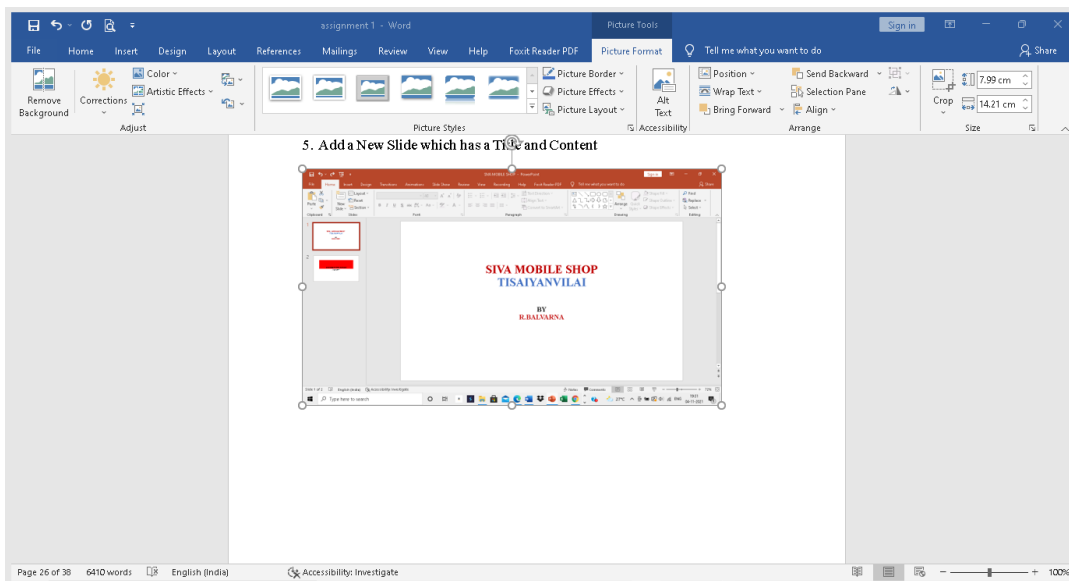 assignment 1 - Word
Picture Tools
Sign in
File Home Insert Design Layout References Mailings Review View Help Foxit Reader PDF Picture Format Tell me what you want to do Share
Remove Background
Corrections
Color
Artistic Effects
Adjust
Picture Styles
Picture Border
Picture Effects
Picture Layout
Alt Text
Accessibility
Position
Wrap Text
Bring Forward
Send Backward
Selection Pane
Align
Arrange
Crop
7.99 cm
14.21 cm
Size
5. Add a New Slide which has a Title and Content
SIVA MOBILE SHOP
TISAIYANVILAI
BY
R.BALVARNA
Type here to search
Page 26 of 38 6410 words English (India) Accessibility: Investigate 100%